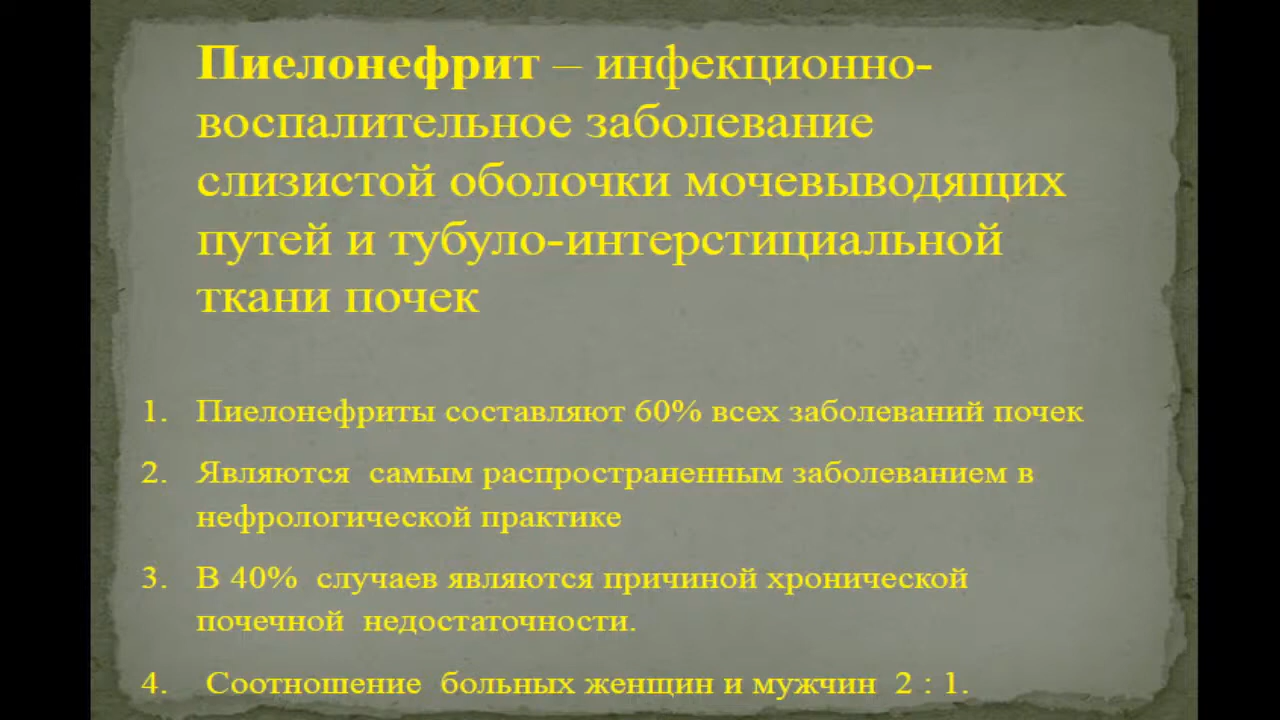 Пиелонефрит – инфекционно-
воспалительное заболевание
слизистой оболочки мочевыводящих
путей и тубуло-интерстициальной
ткани почек
1. Пиелонефриты составляют 60% всех заболеваний почек
2. Являются самым распространенным заболеванием в
нефрологической практике
3. В 40% случаев являются причиной хронической
почечной недостаточности.
4. Соотношение больных женщин и мужчин 2 : 1.